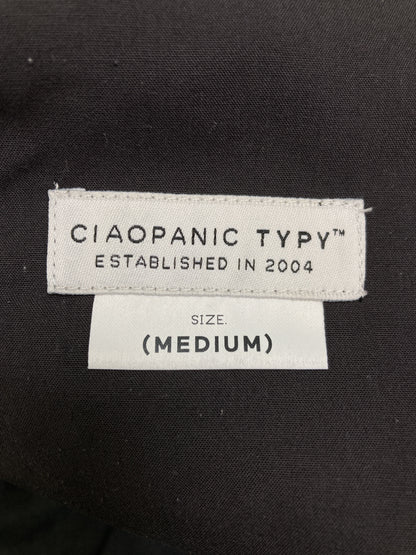 CIAOPANIC TYPY™
ESTABLISHED IN 2004
SIZE.
(MEDIUM)